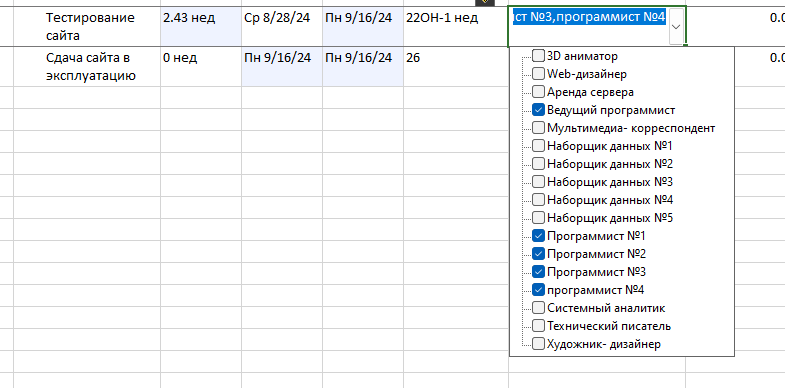 Тестирование сайта 2.43 нед Ср 8/28/24 Пн 9/16/24 22ОН-1 нед ст №3,программист №4 0.0
Сдача сайта в эксплуатацию 0 нед Пн 9/16/24 Пн 9/16/24 26 0.0
3D аниматор
Web-дизайнер
Аренда сервера
Ведущий программист
Мультимедиа- корреспондент
Наборщик данных №1
Наборщик данных №2
Наборщик данных №3
Наборщик данных №4
Наборщик данных №5
Программист №1
Программист №2
Программист №3
программист №4
Системный аналитик
Технический писатель
Художник- дизайнер